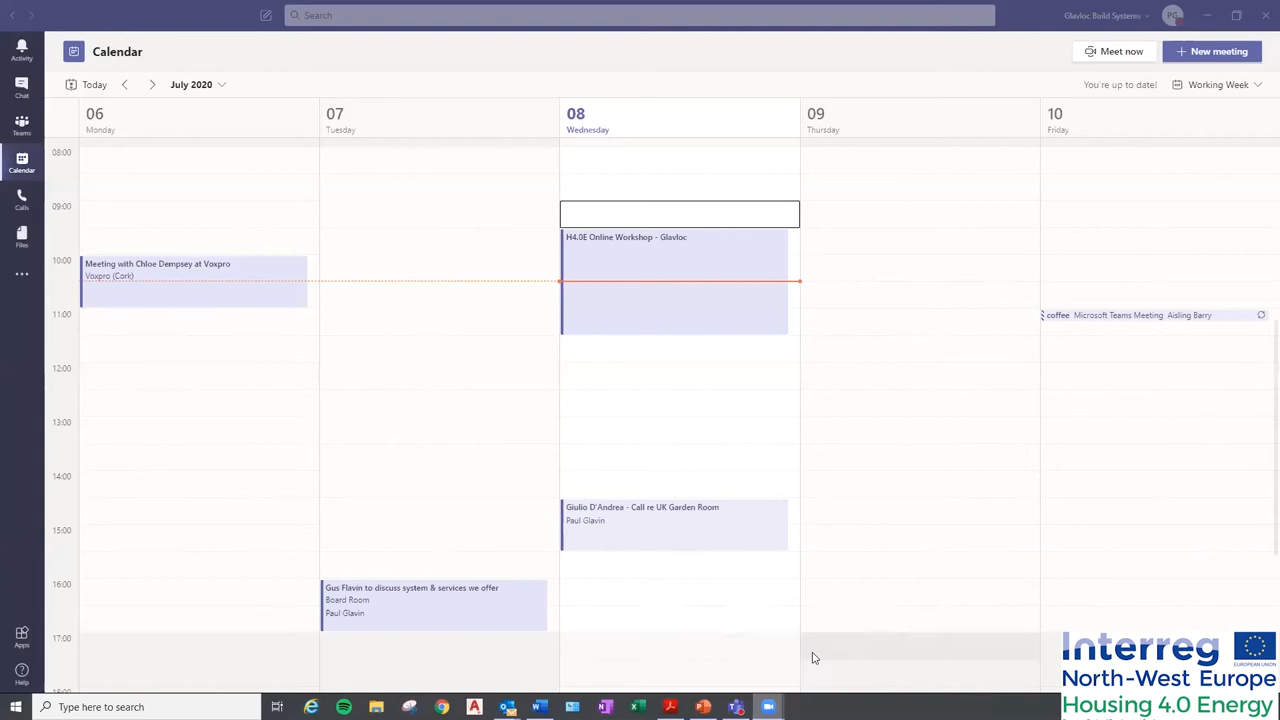 Search
Glavloc Build Systems
PG
Activity
Chat
Teams
Calendar
Calls
Files
Apps
Help
Calendar
Meet now
New meeting
Today
July 2020
You're up to date!
Working Week
06
Monday
07
Tuesday
08
Wednesday
09
Thursday
10
Friday
08:00
09:00
10:00
11:00
12:00
13:00
14:00
15:00
16:00
17:00
18:00
Meeting with Chloe Dempsey at Voxpro
Voxpro (Cork)
Gus Flavin to discuss system & services we offer
Board Room
Paul Glavin
H4.0E Online Workshop - Glavloc
Giulio D'Andrea - Call re UK Garden Room
Paul Glavin
coffee Microsoft Teams Meeting Aisling Barry
Type here to search
Interreg
EUROPEAN UNION
North-West Europe
Housing 4.0 Energy